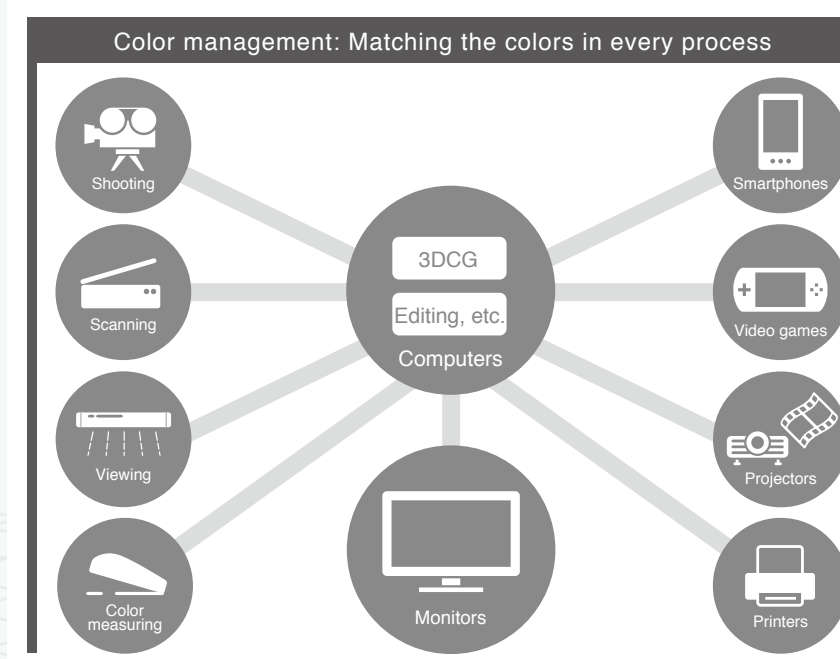 Color management: Matching the colors in every process
Shooting
Smartphones
3DCG
Editing, etc.
Computers
Scanning
Video games
Viewing
Projectors
Color
measuring
Monitors
Printers